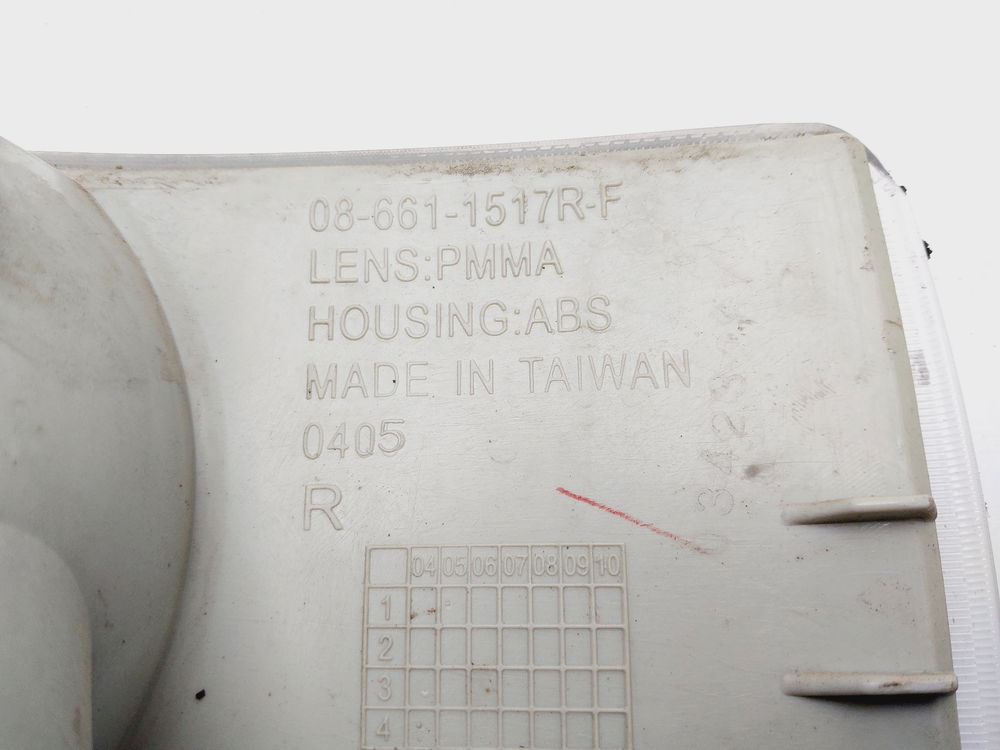 08-661-1517R-F
LENS:PMMA
HOUSING:ABS
MADE IN TAIWAN
0405
R
04 05 06 07 08 09 10
1
2
3
4